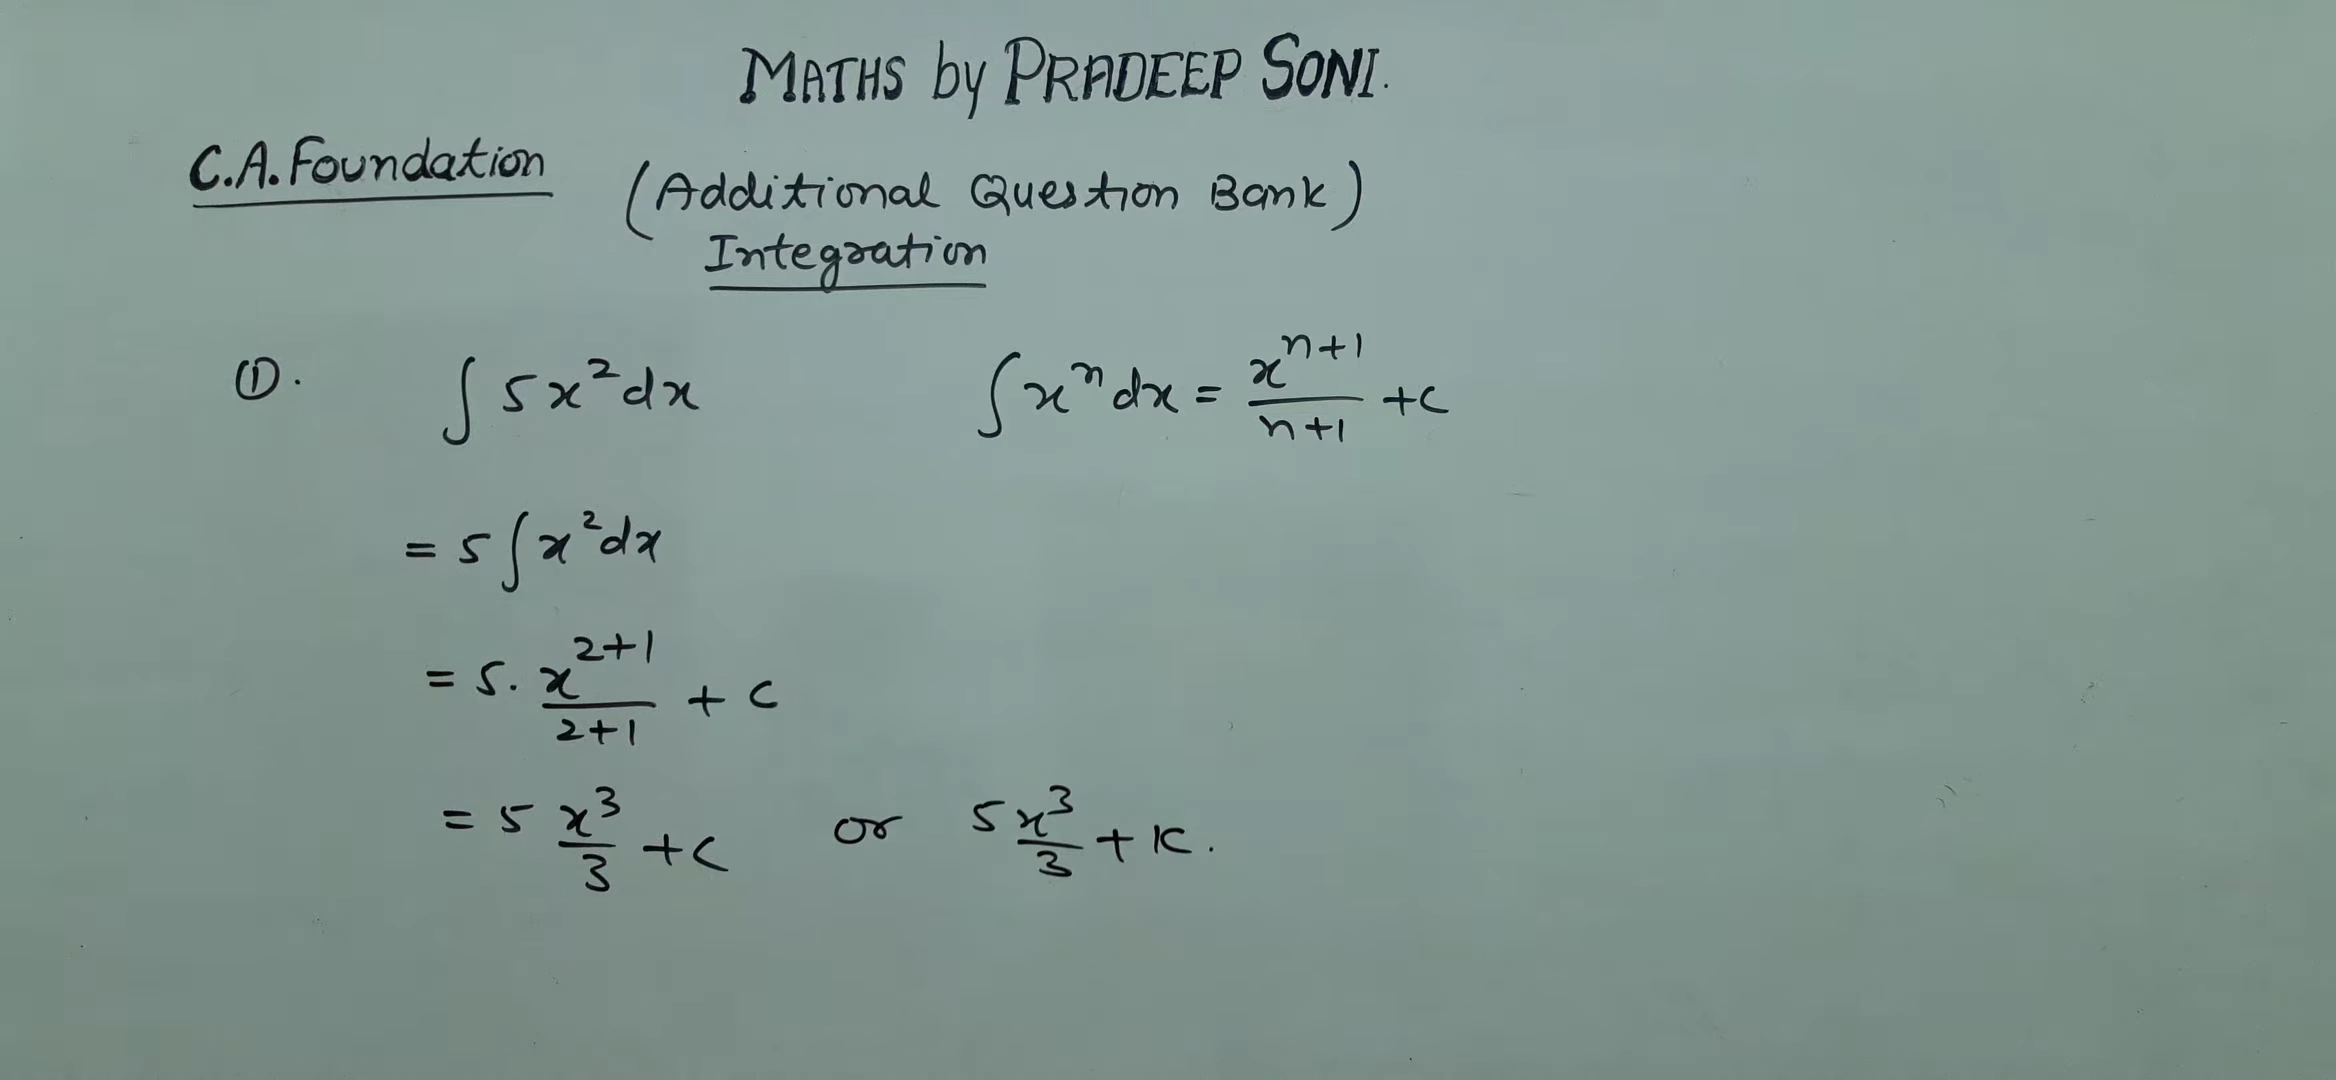 MATHS by PRADEEP SONI.
C.A. Foundation (Additional Question Bank)
Integration
①. ∫ 5x² dx ∫ xⁿ dx = xⁿ⁺¹/n+1 + c
= 5 ∫ x² dx
= 5. x²⁺¹/2+1 + c
= 5 x³/3 + c or 5x³/3 + K.